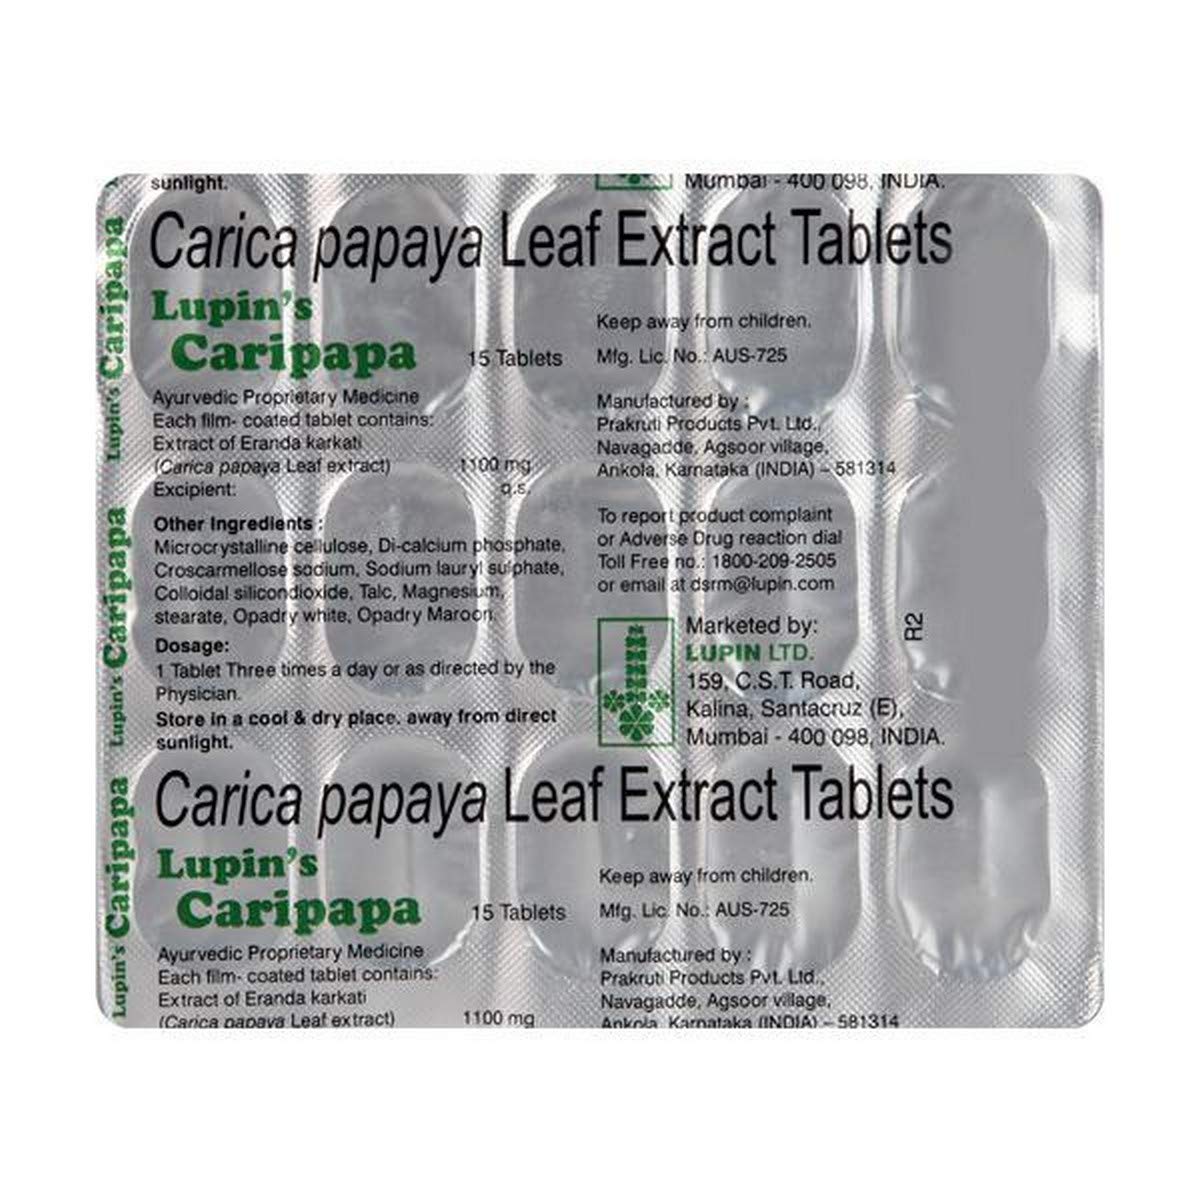 sunlight.
Mumbai - 400 098, INDIA.
Carica papaya Leaf Extract Tablets
Lupin's
Caripapa
15 Tablets
Ayurvedic Proprietary Medicine
Each film- coated tablet contains:
Extract of Eranda karkati
(Carica papaya Leaf extract) 1100 mg
Excipient: q.s.
Other Ingredients :
Microcrystalline cellulose, Di-calcium phosphate,
Croscarmellose sodium, Sodium lauryl sulphate,
Colloidal silicondioxide, Talc, Magnesium,
stearate, Opadry white, Opadry Maroon.
Dosage:
1 Tablet Three times a day or as directed by the
Physician.
Store in a cool & dry place. away from direct
sunlight.
Keep away from children.
Mfg. Lic. No.: AUS-725
Manufactured by :
Prakruti Products Pvt. Ltd.,
Navagadde, Agsoor village,
Ankola, Karnataka (INDIA) – 581314
To report product complaint
or Adverse Drug reaction dial
Toll Free no.: 1800-209-2505
or email at dsrm@lupin.com
Marketed by:
LUPIN LTD.
159, C.S.T. Road,
Kalina, Santacruz (E),
Mumbai - 400 098, INDIA.
R2
Carica papaya Leaf Extract Tablets
Lupin's
Caripapa
15 Tablets
Ayurvedic Proprietary Medicine
Each film- coated tablet contains:
Extract of Eranda karkati
(Carica papaya Leaf extract) 1100 mg
Keep away from children.
Mfg. Lic. No.: AUS-725
Manufactured by :
Prakruti Products Pvt. Ltd.,
Navagadde, Agsoor village,
Ankola, Karnataka (INDIA) – 581314
Lupin's Caripapa
Lupin's Caripapa
Lupin's Caripapa